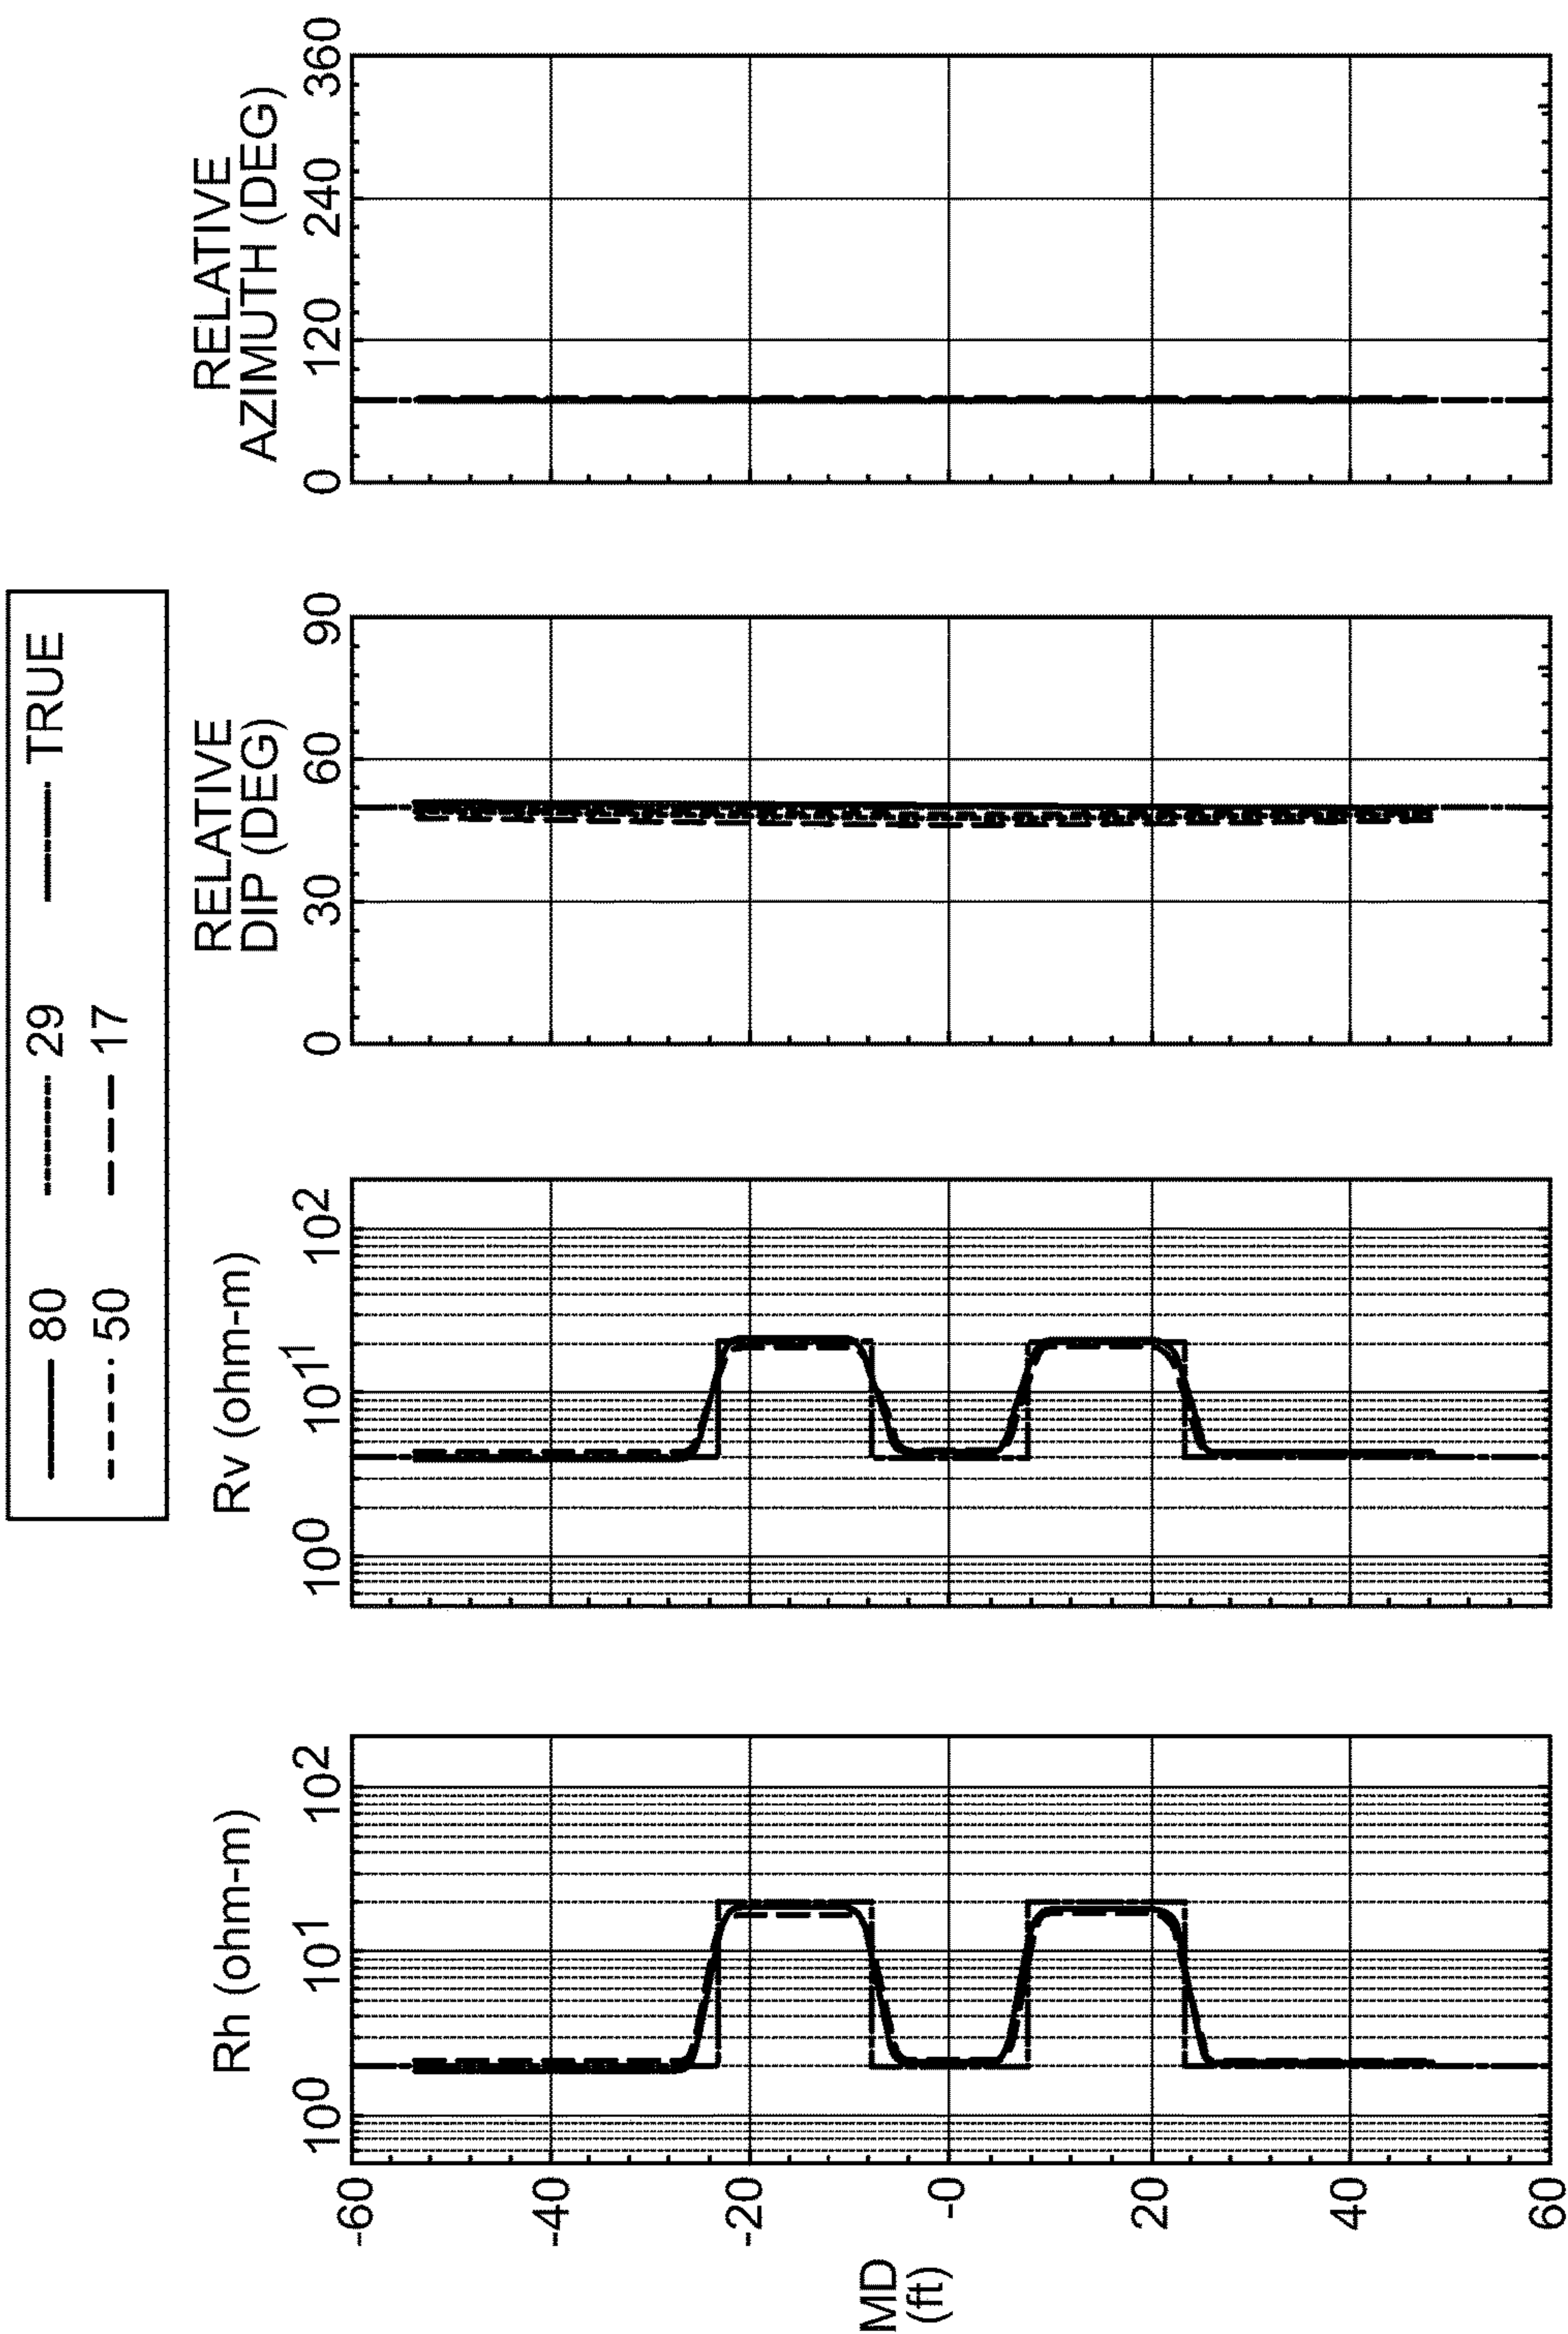 80 29 TRUE
50 17
Rh (ohm-m)
Rv (ohm-m)
RELATIVE
DIP (DEG)
RELATIVE
AZIMUTH (DEG)
10⁰ 10¹ 10²
10⁰ 10¹ 10²
0 30 60 90
0 120 240 360
-60
-40
-20
-0
20
40
60
MD
(ft)